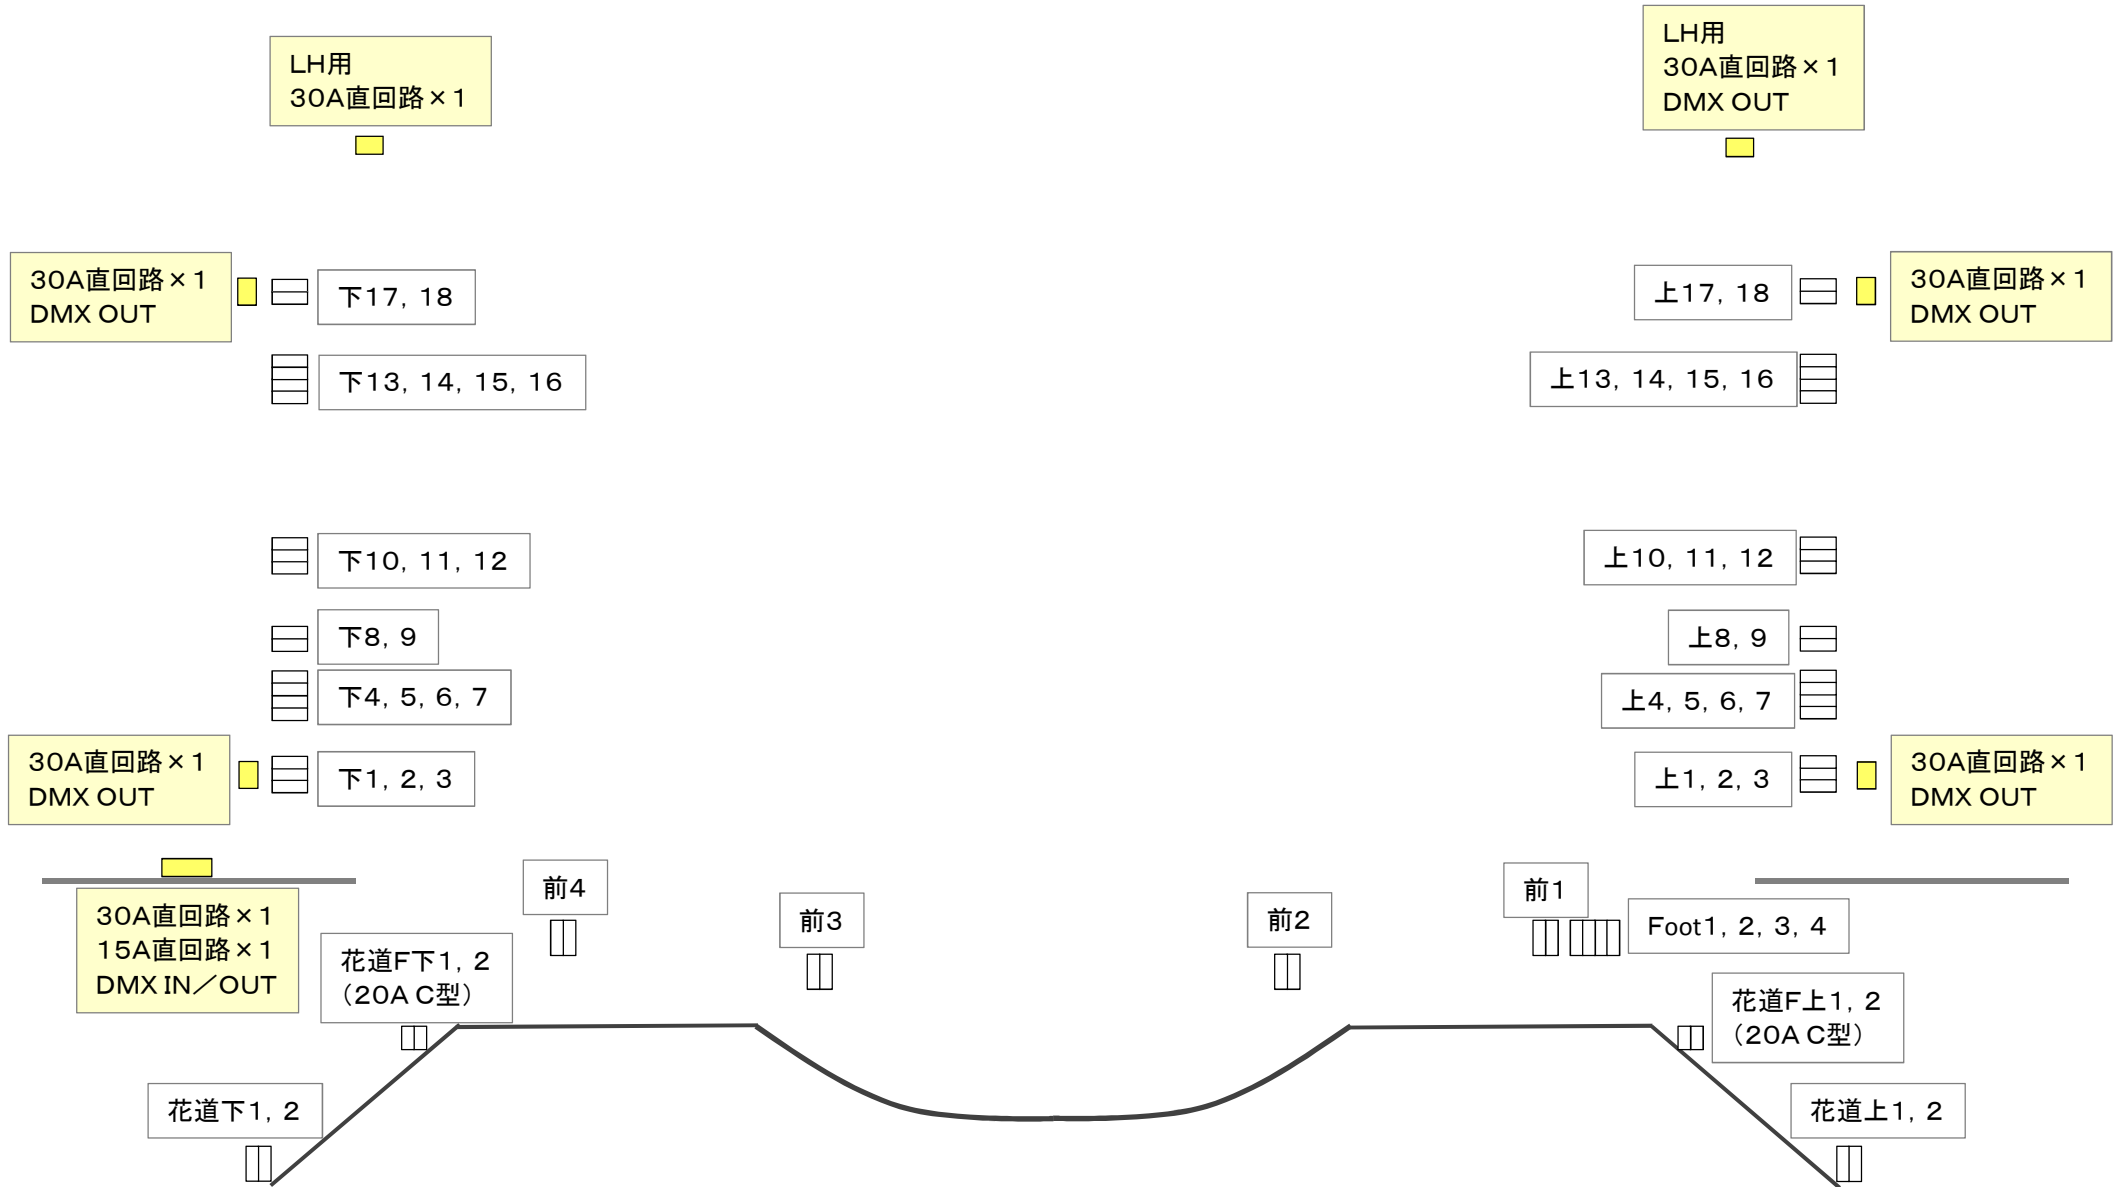 LH用
30A直回路×1
LH用
30A直回路×1
DMX OUT
30A直回路×1
DMX OUT
下17, 18
上17, 18
30A直回路×1
DMX OUT
下13, 14, 15, 16
上13, 14, 15, 16
下10, 11, 12
上10, 11, 12
下8, 9
上8, 9
下4, 5, 6, 7
上4, 5, 6, 7
30A直回路×1
DMX OUT
下1, 2, 3
上1, 2, 3
30A直回路×1
DMX OUT
30A直回路×1
15A直回路×1
DMX IN／OUT
花道F下1, 2
（20A C型）
前4
前3
前2
前1
Foot1, 2, 3, 4
花道F上1, 2
（20A C型）
花道下1, 2
花道上1, 2